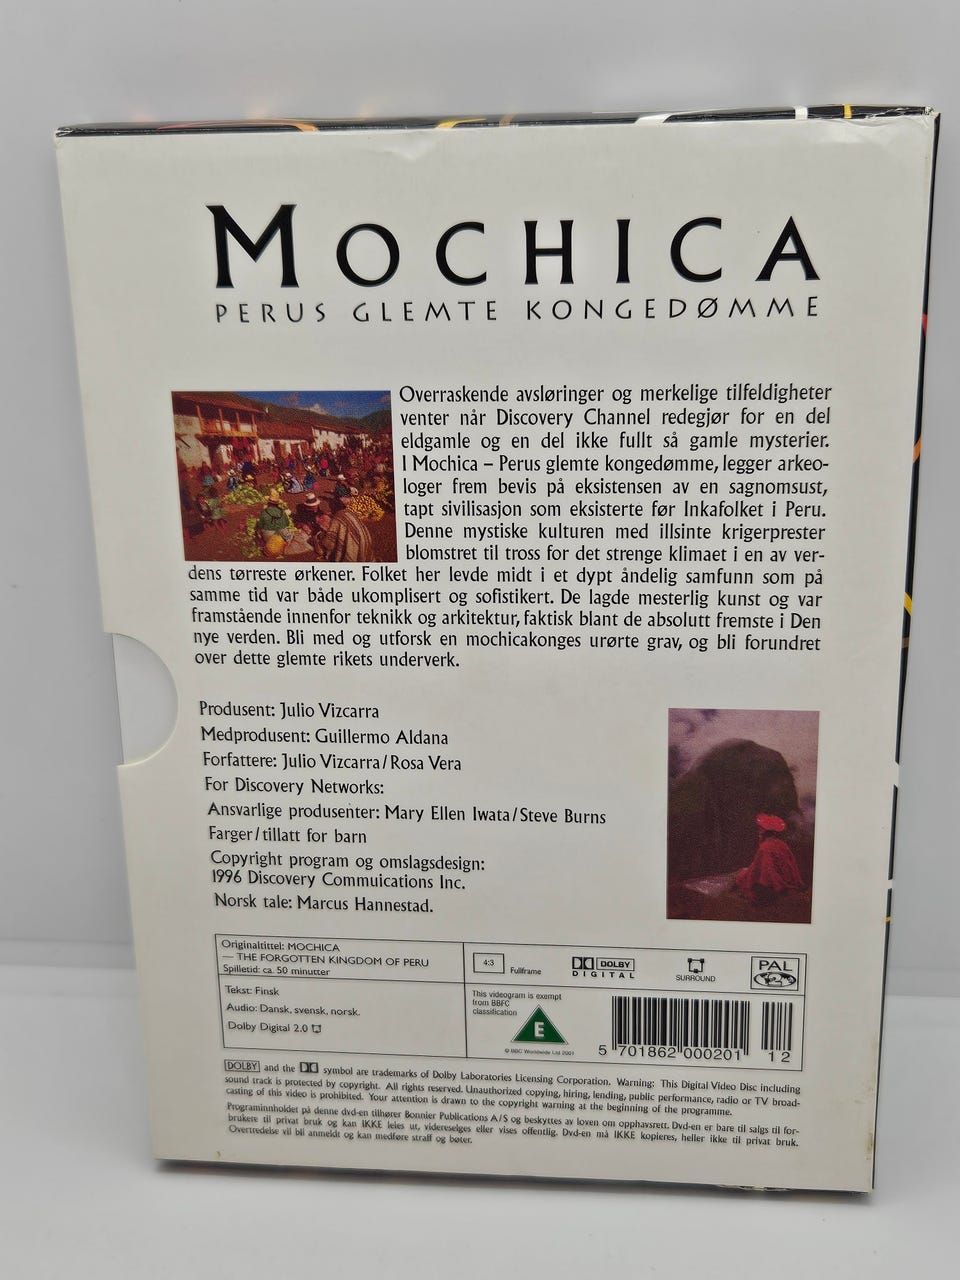 MOCHICA
PERUS GLEMTE KONGEDØMME
Overraskende avsløringer og merkelige tilfeldigheter
venter når Discovery Channel redegjør for en del
eldgamle og en del ikke fullt så gamle mysterier.
I Mochica – Perus glemte kongedømme, legger arkeo-
loger frem bevis på eksistensen av en sagnomsust,
tapt sivilisasjon som eksisterte før Inkafolket i Peru.
Denne mystiske kulturen med illsinte krigerprester
blomstret til tross for det strenge klimaet i en av ver-
dens tørreste ørkener. Folket her levde midt i et dypt åndelig samfunn som på
samme tid var både ukomplisert og sofistikert. De lagde mesterlig kunst og var
framstående innenfor teknikk og arkitektur, faktisk blant de absolutt fremste i Den
nye verden. Bli med og utforsk en mochicakonges urørte grav, og bli forundret
over dette glemte rikets underverk.
Produsent: Julio Vizcarra
Medprodusent: Guillermo Aldana
Forfattere: Julio Vizcarra/Rosa Vera
For Discovery Networks:
Ansvarlige produsenter: Mary Ellen Iwata/Steve Burns
Farger/tillatt for barn
Copyright program og omslagsdesign:
1996 Discovery Commuications Inc.
Norsk tale: Marcus Hannestad.
Originaltittel: MOCHICA
— THE FORGOTTEN KINGDOM OF PERU
Spilletid: ca. 50 minutter
Tekst: Finsk
Audio: Dansk, svensk, norsk.
Dolby Digital 2.0
4:3 Fullframe
DOLBY
DIGITAL
SURROUND
PAL
This videogram is exempt
from BBFC
classification
E
© BBC Worldwide Ltd 2001
5 701862 000201 12
DOLBY and the symbol are trademarks of Dolby Laboratories Licensing Corporation. Warning: This Digital Video Disc including
sound track is protected by copyright. All rights reserved. Unauthorized copying, hiring, lending, public performance, radio or TV broad-
casting of this video is prohibited. Your attention is drawn to the copyright warning at the beginning of the programme.
Programinnholdet på denne dvd-en tilhører Bonnier Publications A/S og beskyttes av loven om opphavsrett. Dvd-en er bare til salgs til for-
brukere til privat bruk og kan IKKE leies ut, videreselges eller vises offentlig. Dvd-en må IKKE kopieres, heller ikke til privat bruk.
Overtredelse vil bli anmeldt og kan medføre straff og bøter.